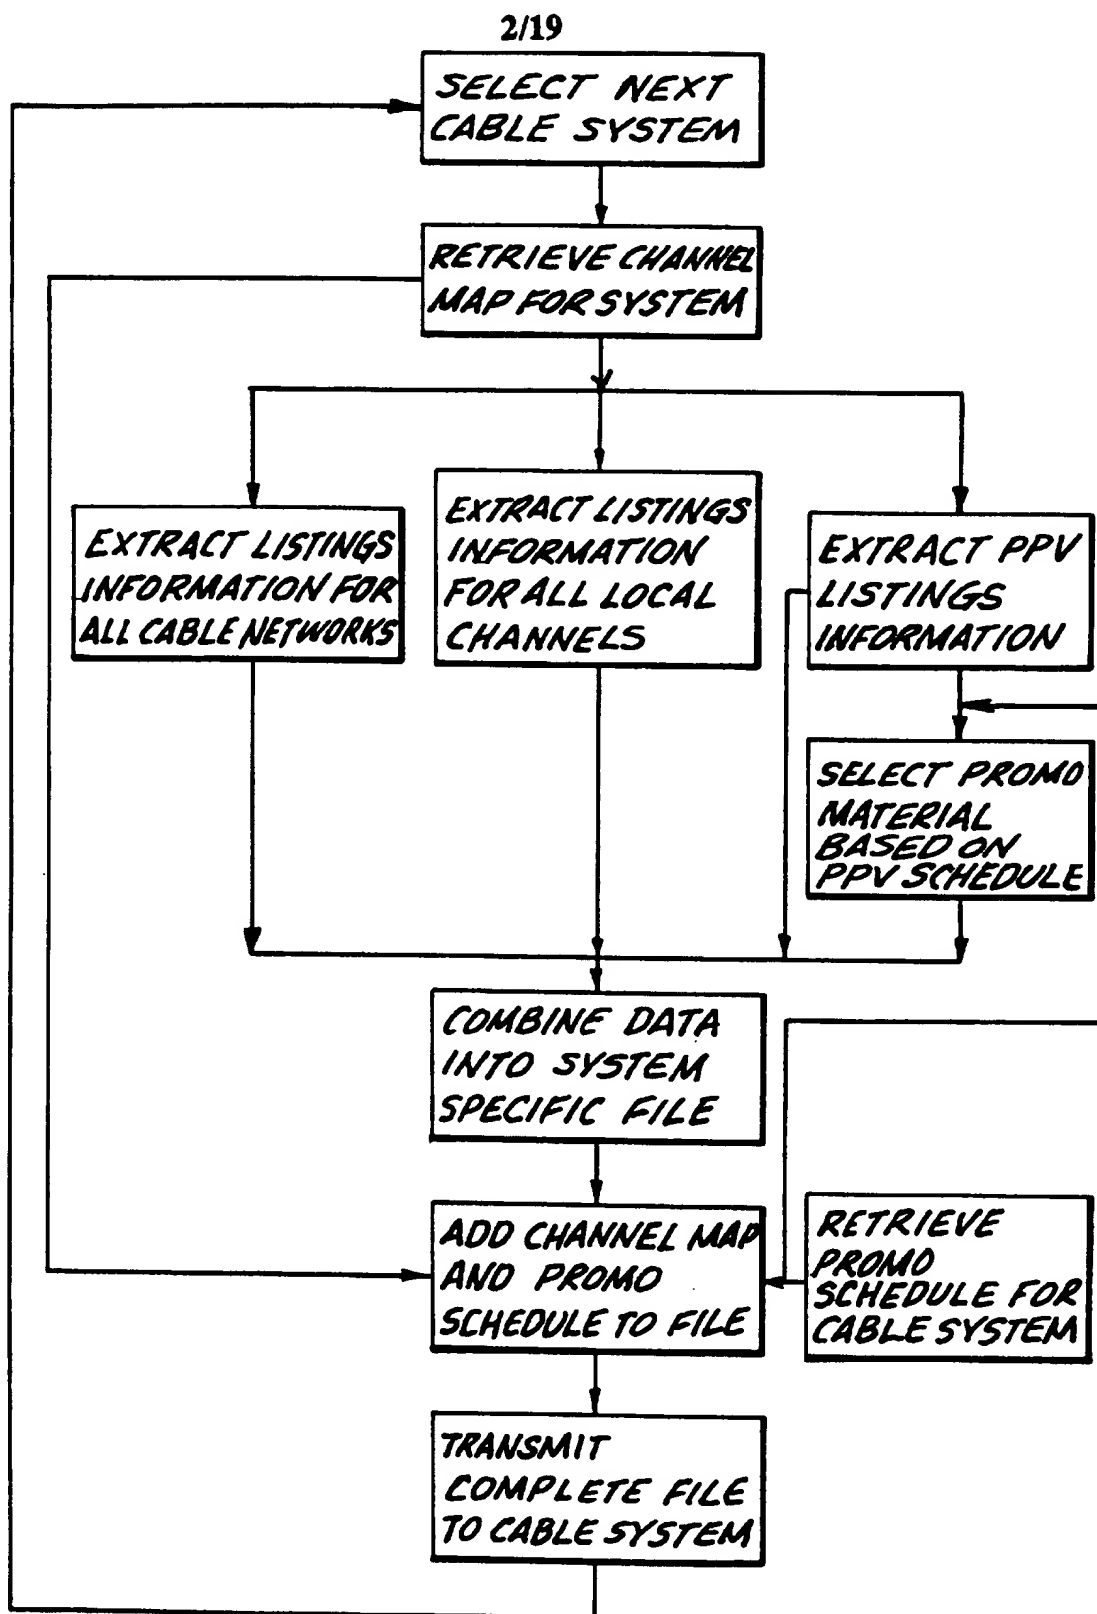 2/19
SELECT NEXT
CABLE SYSTEM
RETRIEVE CHANNEL
MAP FOR SYSTEM
EXTRACT LISTINGS
INFORMATION FOR
ALL CABLE NETWORKS
EXTRACT LISTINGS
INFORMATION
FOR ALL LOCAL
CHANNELS
EXTRACT PPV
LISTINGS
INFORMATION
SELECT PROMO
MATERIAL
BASED ON
PPV SCHEDULE
COMBINE DATA
INTO SYSTEM
SPECIFIC FILE
ADD CHANNEL MAP
AND PROMO
SCHEDULE TO FILE
RETRIEVE
PROMO
SCHEDULE FOR
CABLE SYSTEM
TRANSMIT
COMPLETE FILE
TO CABLE SYSTEM